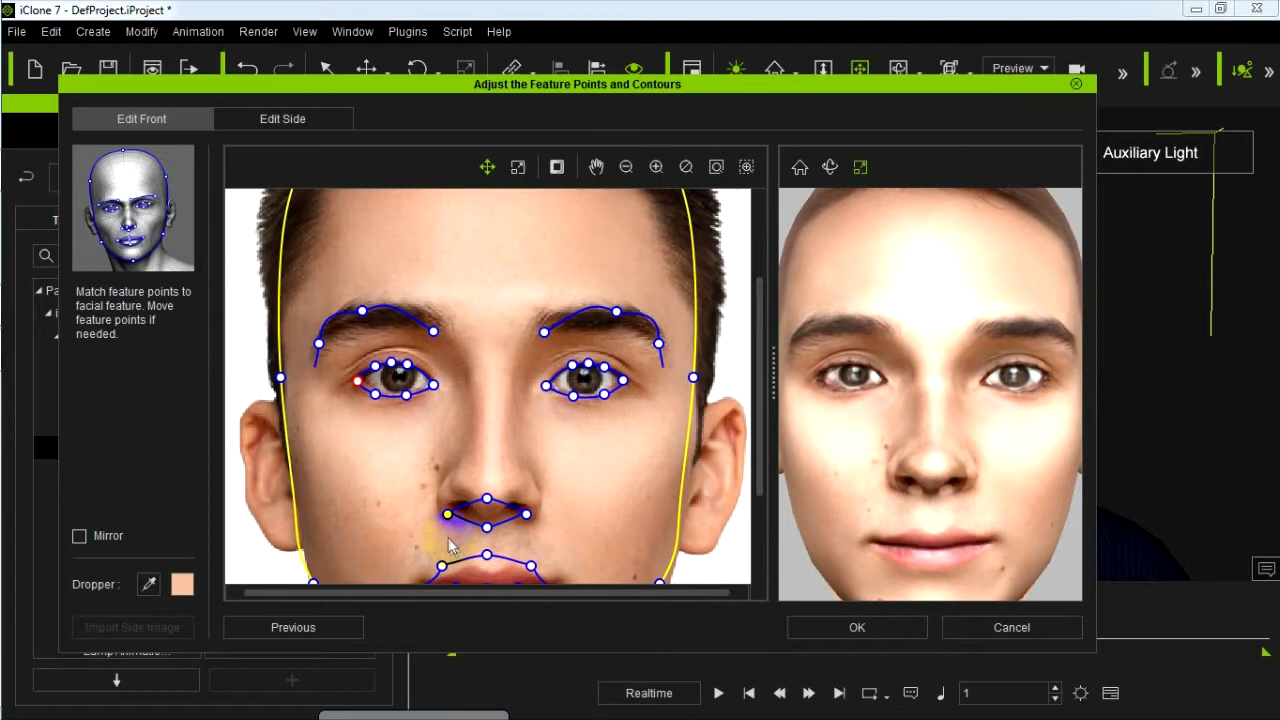 iClone 7 - DefProject.iProject *
File Edit Create Modify Animation Render View Window Plugins Script Help
Preview
Adjust the Feature Points and Contours
Edit Front Edit Side
Auxiliary Light
Match feature points to
facial feature. Move
feature points if
needed.
Mirror
Dropper :
Import Side Image
Previous
OK
Cancel
Realtime
1